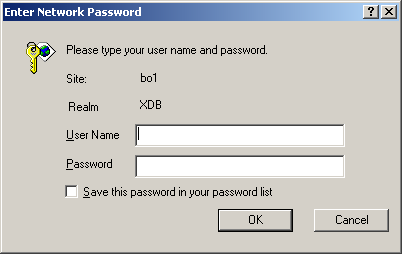 Enter Network Password
Please type your user name and password.
Site: bo1
Realm XDB
User Name
Password
Save this password in your password list
OK Cancel